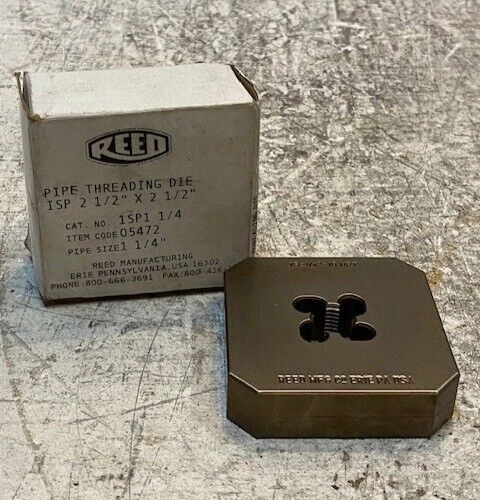 REED
PIPE THREADING DIE
ISP 2 1/2" X 2 1/2"
CAT. NO. 1SP1 1/4
ITEM CODE 05472
PIPE SIZE 1 1/4"
REED MANUFACTURING
ERIE PENNSYLVANIA, USA 16502
PHONE: 800-666-3691 FAX: 800-456
REED MFG CO ERIE PA USA